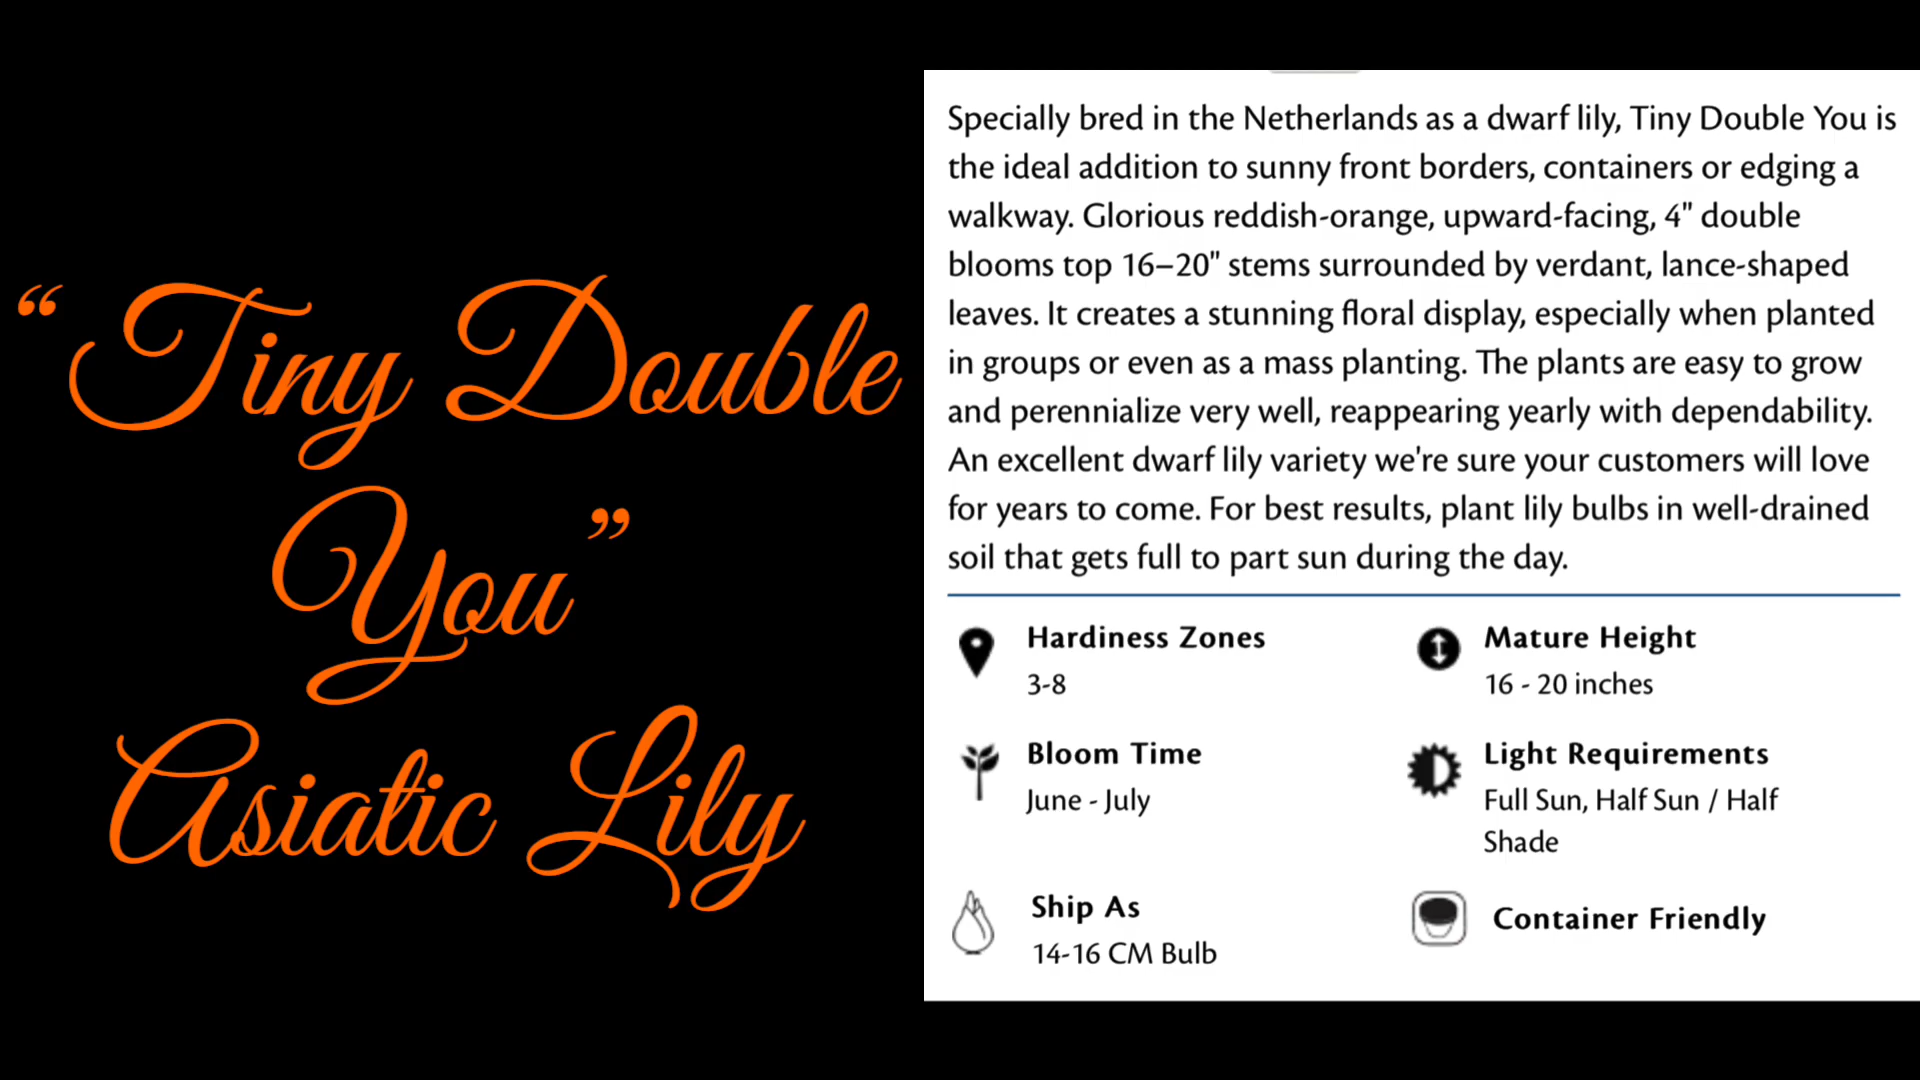 “Tiny Double
You”
Asiatic Lily
Specially bred in the Netherlands as a dwarf lily, Tiny Double You is
the ideal addition to sunny front borders, containers or edging a
walkway. Glorious reddish-orange, upward-facing, 4" double
blooms top 16–20" stems surrounded by verdant, lance-shaped
leaves. It creates a stunning floral display, especially when planted
in groups or even as a mass planting. The plants are easy to grow
and perennialize very well, reappearing yearly with dependability.
An excellent dwarf lily variety we're sure your customers will love
for years to come. For best results, plant lily bulbs in well-drained
soil that gets full to part sun during the day.
Hardiness Zones
3-8
Mature Height
16 - 20 inches
Bloom Time
June - July
Light Requirements
Full Sun, Half Sun / Half
Shade
Ship As
14-16 CM Bulb
Container Friendly